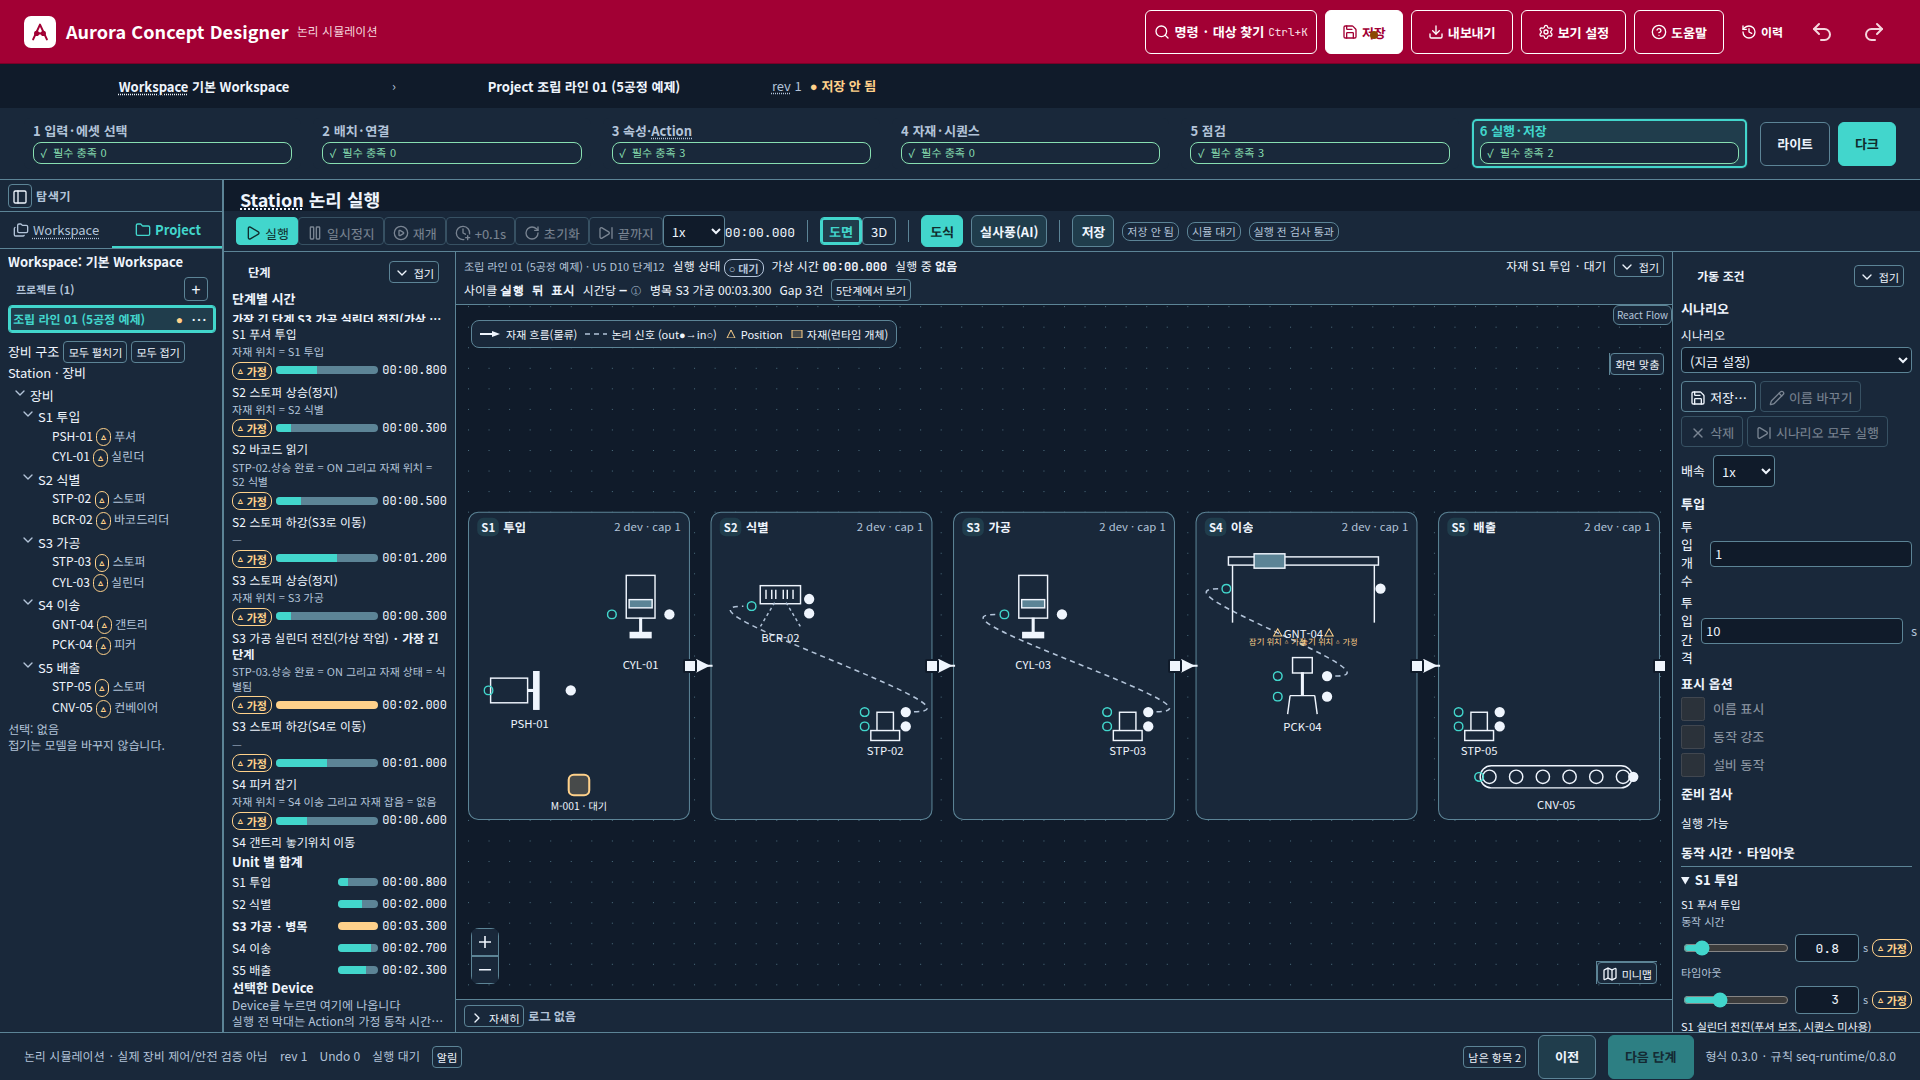 Aurora Concept Designer 논리 시뮬레이션
명령 · 대상 찾기 Ctrl+K
저장
내보내기
보기 설정
도움말
이력
Workspace 기본 Workspace › Project 조립 라인 01 (5공정 예제) rev 1 ● 저장 안 됨
1 입력·에셋 선택
✓ 필수 충족 0
2 배치·연결
✓ 필수 충족 0
3 속성·Action
✓ 필수 충족 3
4 자재·시퀀스
✓ 필수 충족 0
5 점검
✓ 필수 충족 3
6 실행·저장
✓ 필수 충족 2
라이트
다크
탐색기
Workspace
Project
Workspace: 기본 Workspace
프로젝트 (1)
+
조립 라인 01 (5공정 예제) ● ···
장비 구조 모두 펼치기 모두 접기
Station · 장비
장비
S1 투입
PSH-01 푸셔
CYL-01 실린더
S2 식별
STP-02 스토퍼
BCR-02 바코드리더
S3 가공
STP-03 스토퍼
CYL-03 실린더
S4 이송
GNT-04 갠트리
PCK-04 피커
S5 배출
STP-05 스토퍼
CNV-05 컨베이어
선택: 없음
접기는 모델을 바꾸지 않습니다.
Station 논리 실행
실행 일시정지 재개 +0.1s 초기화 끝까지 1x 00:00.000 도면 3D 도식 실사풍(AI) 저장 저장 안 됨 시뮬 대기 실행 전 검사 통과
단계 접기
단계별 시간
가장 긴 단계 S3 가공 실린더 전진(가상 …
S1 푸셔 투입
자재 위치 = S1 투입
가정 00:00.800
S2 스토퍼 상승(정지)
자재 위치 = S2 식별
가정 00:00.300
S2 바코드 읽기
STP-02.상승 완료 = ON 그리고 자재 위치 =
S2 식별
가정 00:00.500
S2 스토퍼 하강(S3로 이동)
—
가정 00:01.200
S3 스토퍼 상승(정지)
자재 위치 = S3 가공
가정 00:00.300
S3 가공 실린더 전진(가상 작업) · 가장 긴
단계
STP-03.상승 완료 = ON 그리고 자재 상태 = 식
별됨
가정 00:02.000
S3 스토퍼 하강(S4로 이동)
—
가정 00:01.000
S4 피커 잡기
자재 위치 = S4 이송 그리고 자재 잡음 = 없음
가정 00:00.600
S4 갠트리 놓기위치 이동
Unit 별 합계
S1 투입 00:00.800
S2 식별 00:02.000
S3 가공 · 병목 00:03.300
S4 이송 00:02.700
S5 배출 00:02.300
선택한 Device
Device를 누르면 여기에 나옵니다
실행 전 막대는 Action의 가정 동작 시간…
조립 라인 01 (5공정 예제) · U5 D10 단계12 실행 상태 ○ 대기 가상 시간 00:00.000 실행 중 없음
자재 S1 투입 · 대기 접기
사이클 실행 뒤 표시 시간당 — ⓘ 병목 S3 가공 00:03.300 Gap 3건 5단계에서 보기
React Flow
자재 흐름(물류) 논리 신호 (out●→in○) △ Position 자재(런타임 개체)
화면 맞춤
S1 투입 2 dev · cap 1
CYL-01
PSH-01
M-001 · 대기
S2 식별 2 dev · cap 1
BCR-02
STP-02
S3 가공 2 dev · cap 1
CYL-03
STP-03
S4 이송 2 dev · cap 1
GNT-04
PCK-04
S5 배출 2 dev · cap 1
STP-05
CNV-05
+
−
미니맵
자세히 로그 없음
가동 조건 접기
시나리오
시나리오
(지금 설정)
저장… 이름 바꾸기
삭제 시나리오 모두 실행
배속 1x
투입
투입 개수 1
투입 간격 10 s
표시 옵션
이름 표시
동작 강조
설비 동작
준비 검사
실행 가능
동작 시간 · 타임아웃
▼ S1 투입
S1 푸셔 투입
동작 시간
0.8 s 가정
타임아웃
3 s 가정
S1 실린더 전진(푸셔 보조, 시퀀스 미사용)
논리 시뮬레이션 · 실제 장비 제어/안전 검증 아님 rev 1 Undo 0 실행 대기 알림
남은 항목 2 이전 다음 단계 형식 0.3.0 · 규칙 seq-runtime/0.8.0